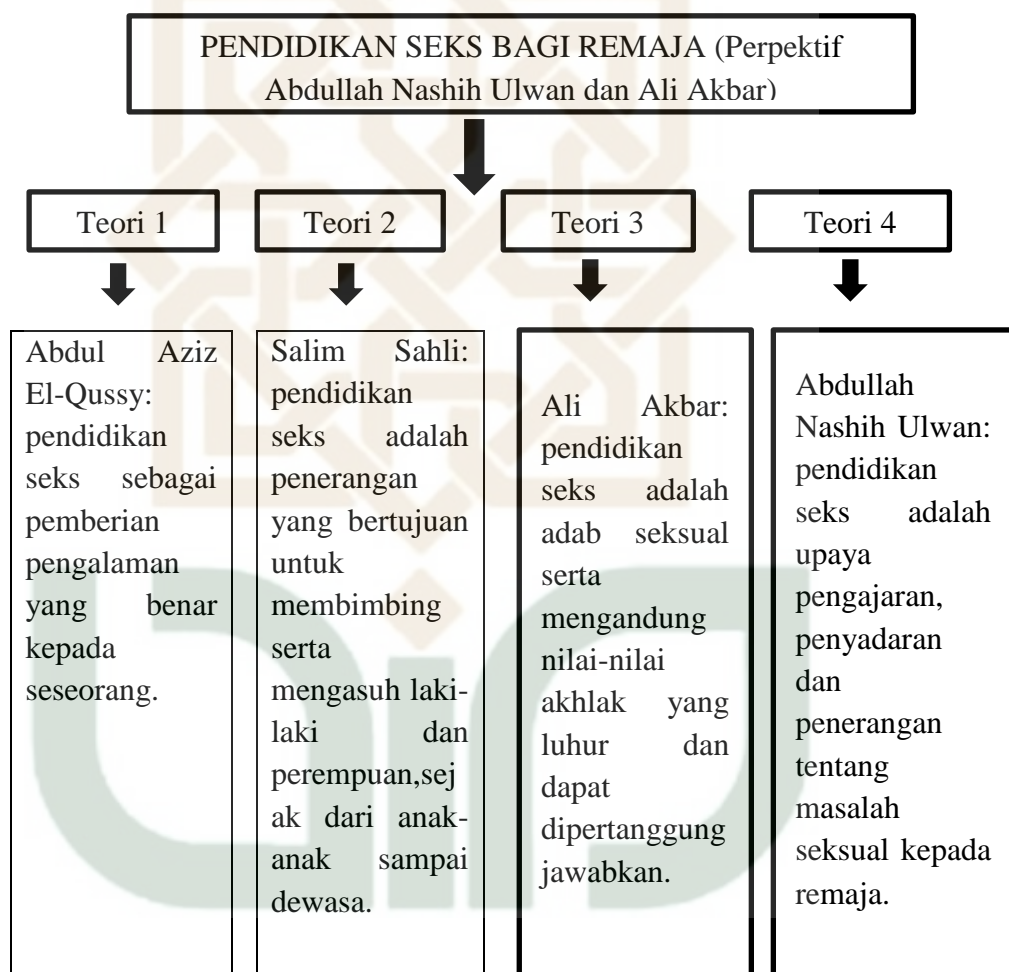 PENDIDIKAN SEKS BAGI REMAJA (Perpektif
Abdullah Nashih Ulwan dan Ali Akbar)
Teori 1
Teori 2
Teori 3
Teori 4
Abdul Aziz
El-Qussy:
pendidikan
seks sebagai
pemberian
pengalaman
yang benar
kepada
seseorang.
Salim Sahli:
pendidikan
seks adalah
penerangan
yang bertujuan
untuk
membimbing
serta
mengasuh laki-
laki dan
perempuan,sej
ak dari anak-
anak sampai
dewasa.
Ali Akbar:
pendidikan
seks adalah
adab seksual
serta
mengandung
nilai-nilai
akhlak yang
luhur dan
dapat
dipertanggung
jawabkan.
Abdullah
Nashih Ulwan:
pendidikan
seks adalah
upaya
pengajaran,
penyadaran
dan
penerangan
tentang
masalah
seksual kepada
remaja.